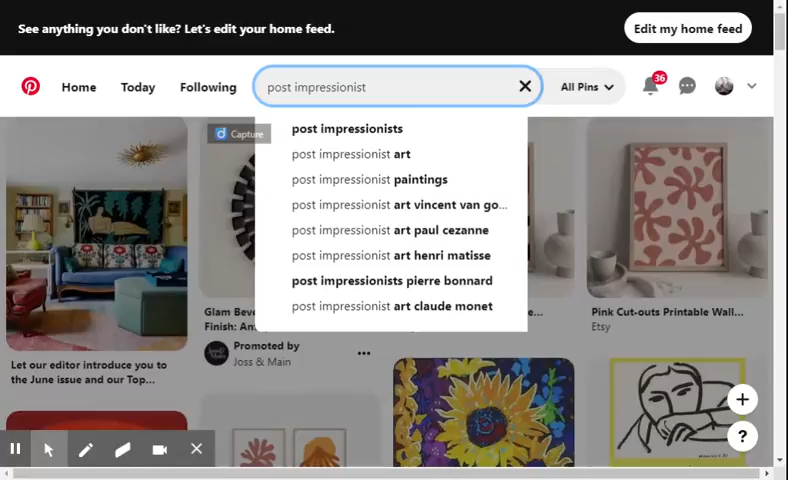 See anything you don't like? Let's edit your home feed.
Edit my home feed
Home
Today
Following
post impressionist
All Pins
36
Capture
post impressionists
post impressionist art
post impressionist paintings
post impressionist art vincent van go...
post impressionist art paul cezanne
post impressionist art henri matisse
post impressionists pierre bonnard
post impressionist art claude monet
Let our editor introduce you to
the June issue and our Top...
Glam Bev
Finish: An
Promoted by
Joss & Main
Pink Cut-outs Printable Wall...
Etsy